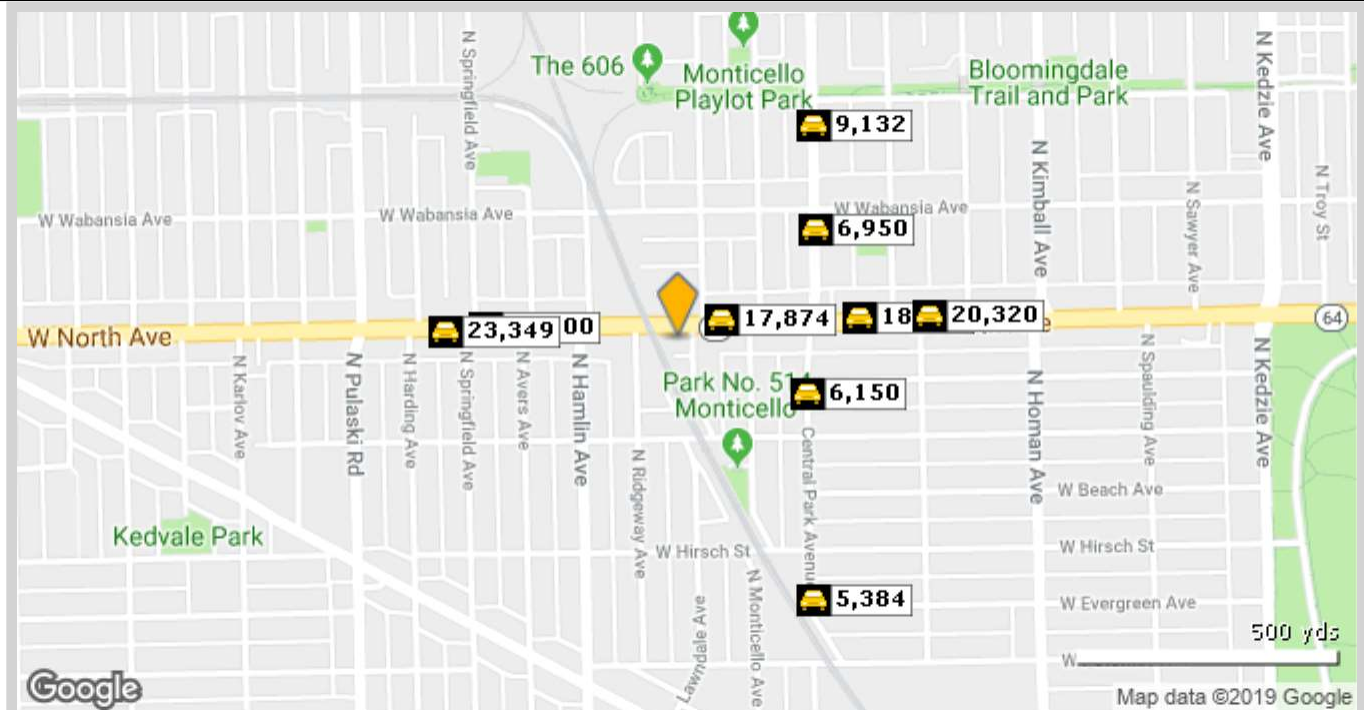 The 606
Monticello
Playlot Park
Bloomingdale
Trail and Park
N Springfield Ave
N Kedzie Ave
9,132
N Kimball Ave
N Troy St
N Sawyer Ave
W Wabansia Ave
W Wabansia Ave
W Wabansia Ave
6,950
W North Ave
23,349
00
17,874
18
20,320
64
N Karlov Ave
N Pulaski Rd
N Harding Ave
N Springfield Ave
N Avers Ave
N Hamlin Ave
Park No. 51
Monticello
6,150
N Homan Ave
N Spaulding Ave
N Kedzie Ave
Central Park Avenue
N Ridgeway Ave
W Beach Ave
Kedvale Park
W Hirsch St
W Hirsch St
N Monticello Ave
Lawndale Ave
5,384
W Evergreen Ave
500 yds
W
Google
Map data ©2019 Google